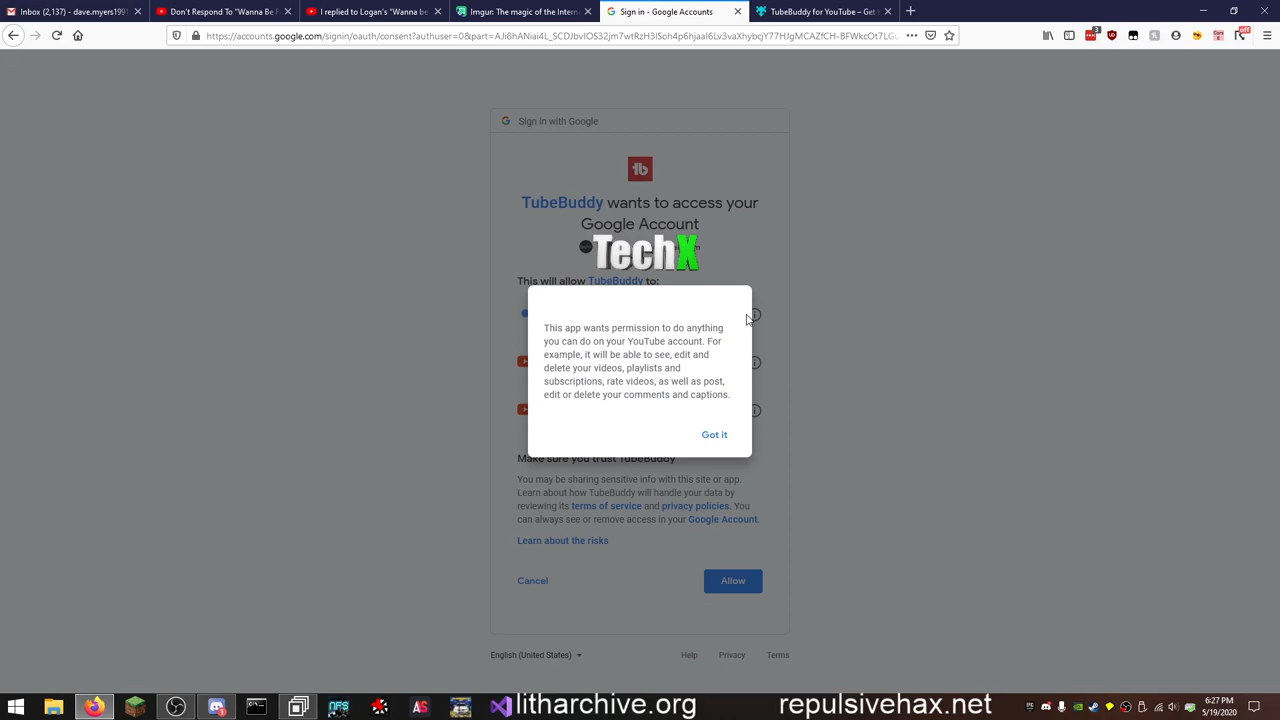 Inbox (2,137) - dave.myers1991
Don't Respond To "Wanna Be
I replied to Logan's "Wanna be
Imgur: The magic of the Intern
Sign in - Google Accounts
TubeBuddy for YouTube – Get
Sign in with Google
tb
TubeBuddy wants to access your
Google Account
TechX
This will allow TubeBuddy to:
This app wants permission to do anything
you can do on your YouTube account. For
example, it will be able to see, edit and
delete your videos, playlists and
subscriptions, rate videos, as well as post,
edit or delete your comments and captions.
Got it
Make sure you trust TubeBuddy
You may be sharing sensitive info with this site or app.
Learn about how TubeBuddy will handle your data by
reviewing its terms of service and privacy policies. You
can always see or remove access in your Google Account.
Learn about the risks
Cancel
Allow
English (United States)
Help
Privacy
Terms
litharchive.org
repulsivehax.net
6:27 PM
5/19/2020